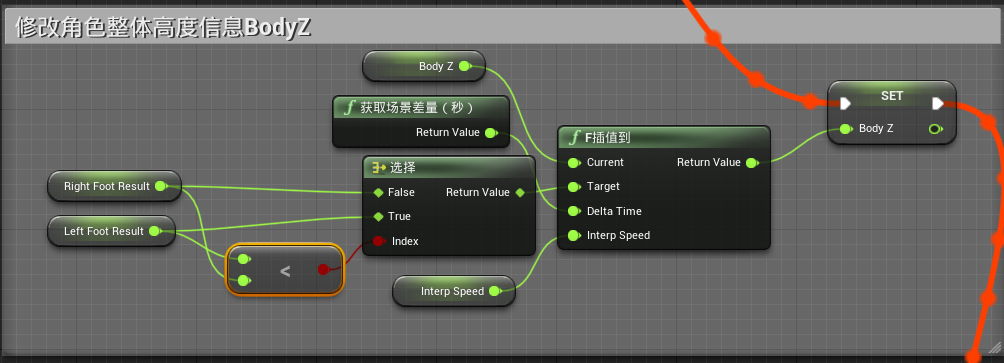 修改角色整体高度信息BodyZ
Body Z
f 获取场景差量（秒）
Return Value
选择
False
Return Value
True
Index
Right Foot Result
Left Foot Result
<
Interp Speed
f F插值到
Current
Return Value
Target
Delta Time
Interp Speed
SET
Body Z